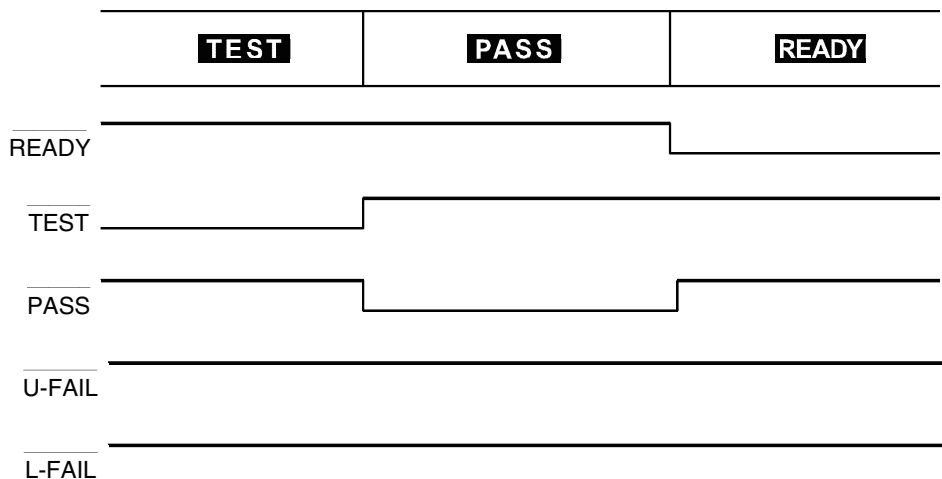 TEST PASS READY
READY
TEST
PASS
U-FAIL
L-FAIL